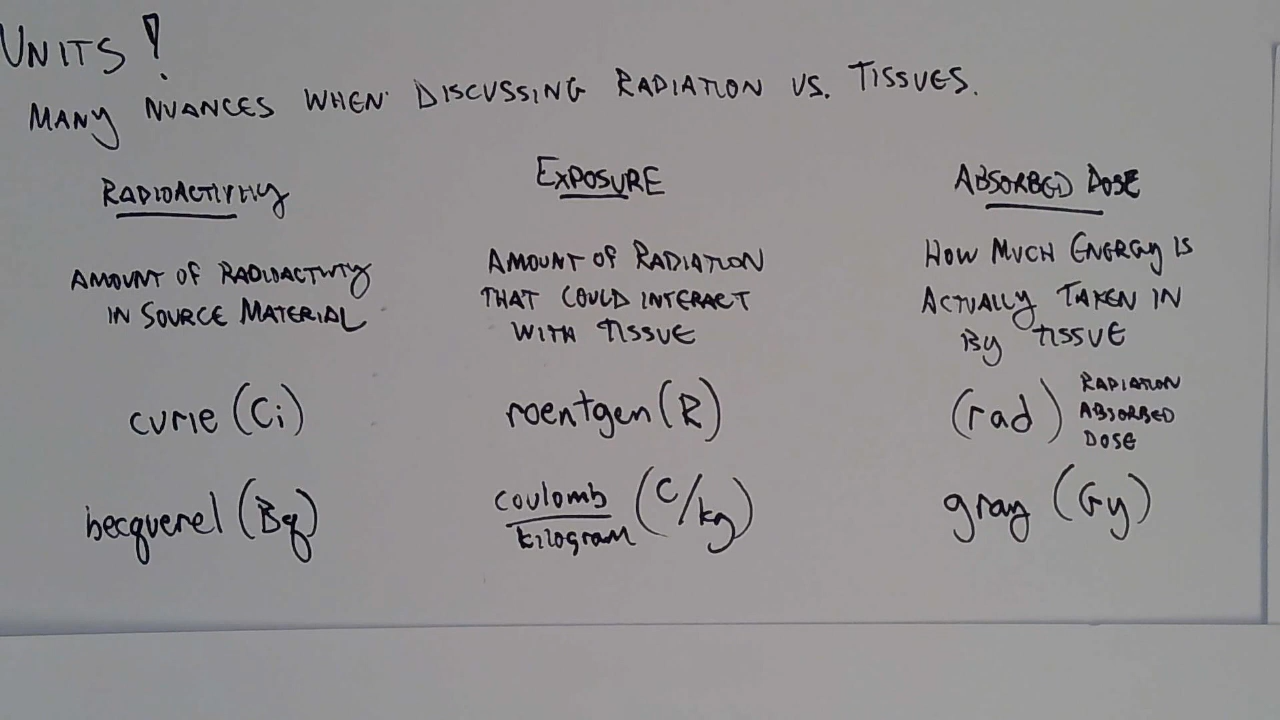 UNITS!
MANY NUANCES WHEN DISCUSSING RADIATION VS. TISSUES.
RADIOACTIVITY
AMOUNT OF RADIOACTIVITY
IN SOURCE MATERIAL
curie (Ci)
becquerel (Bq)
EXPOSURE
AMOUNT OF RADIATION
THAT COULD INTERACT
WITH TISSUE
roentgen (R)
coulomb (C/kg)
kilogram
ABSORBED DOSE
HOW MUCH ENERGY IS
ACTUALLY TAKEN IN
BY TISSUE
(rad) RADIATION
ABSORBED
DOSE
gray (Gy)